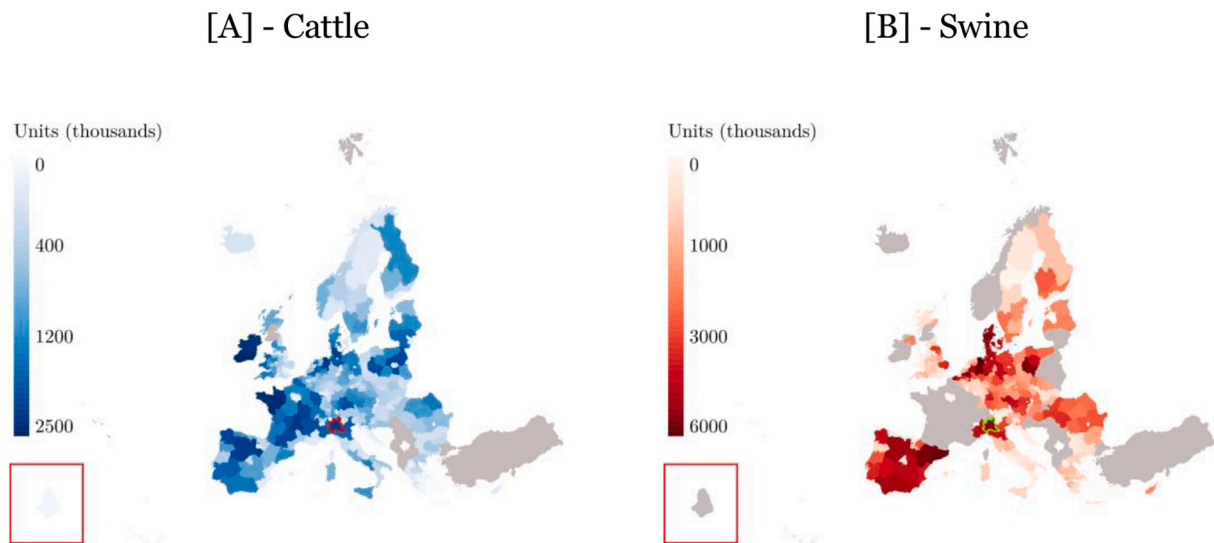 [A] - Cattle
[B] - Swine
Units (thousands)
0
400
1200
2500
Units (thousands)
0
1000
3000
6000